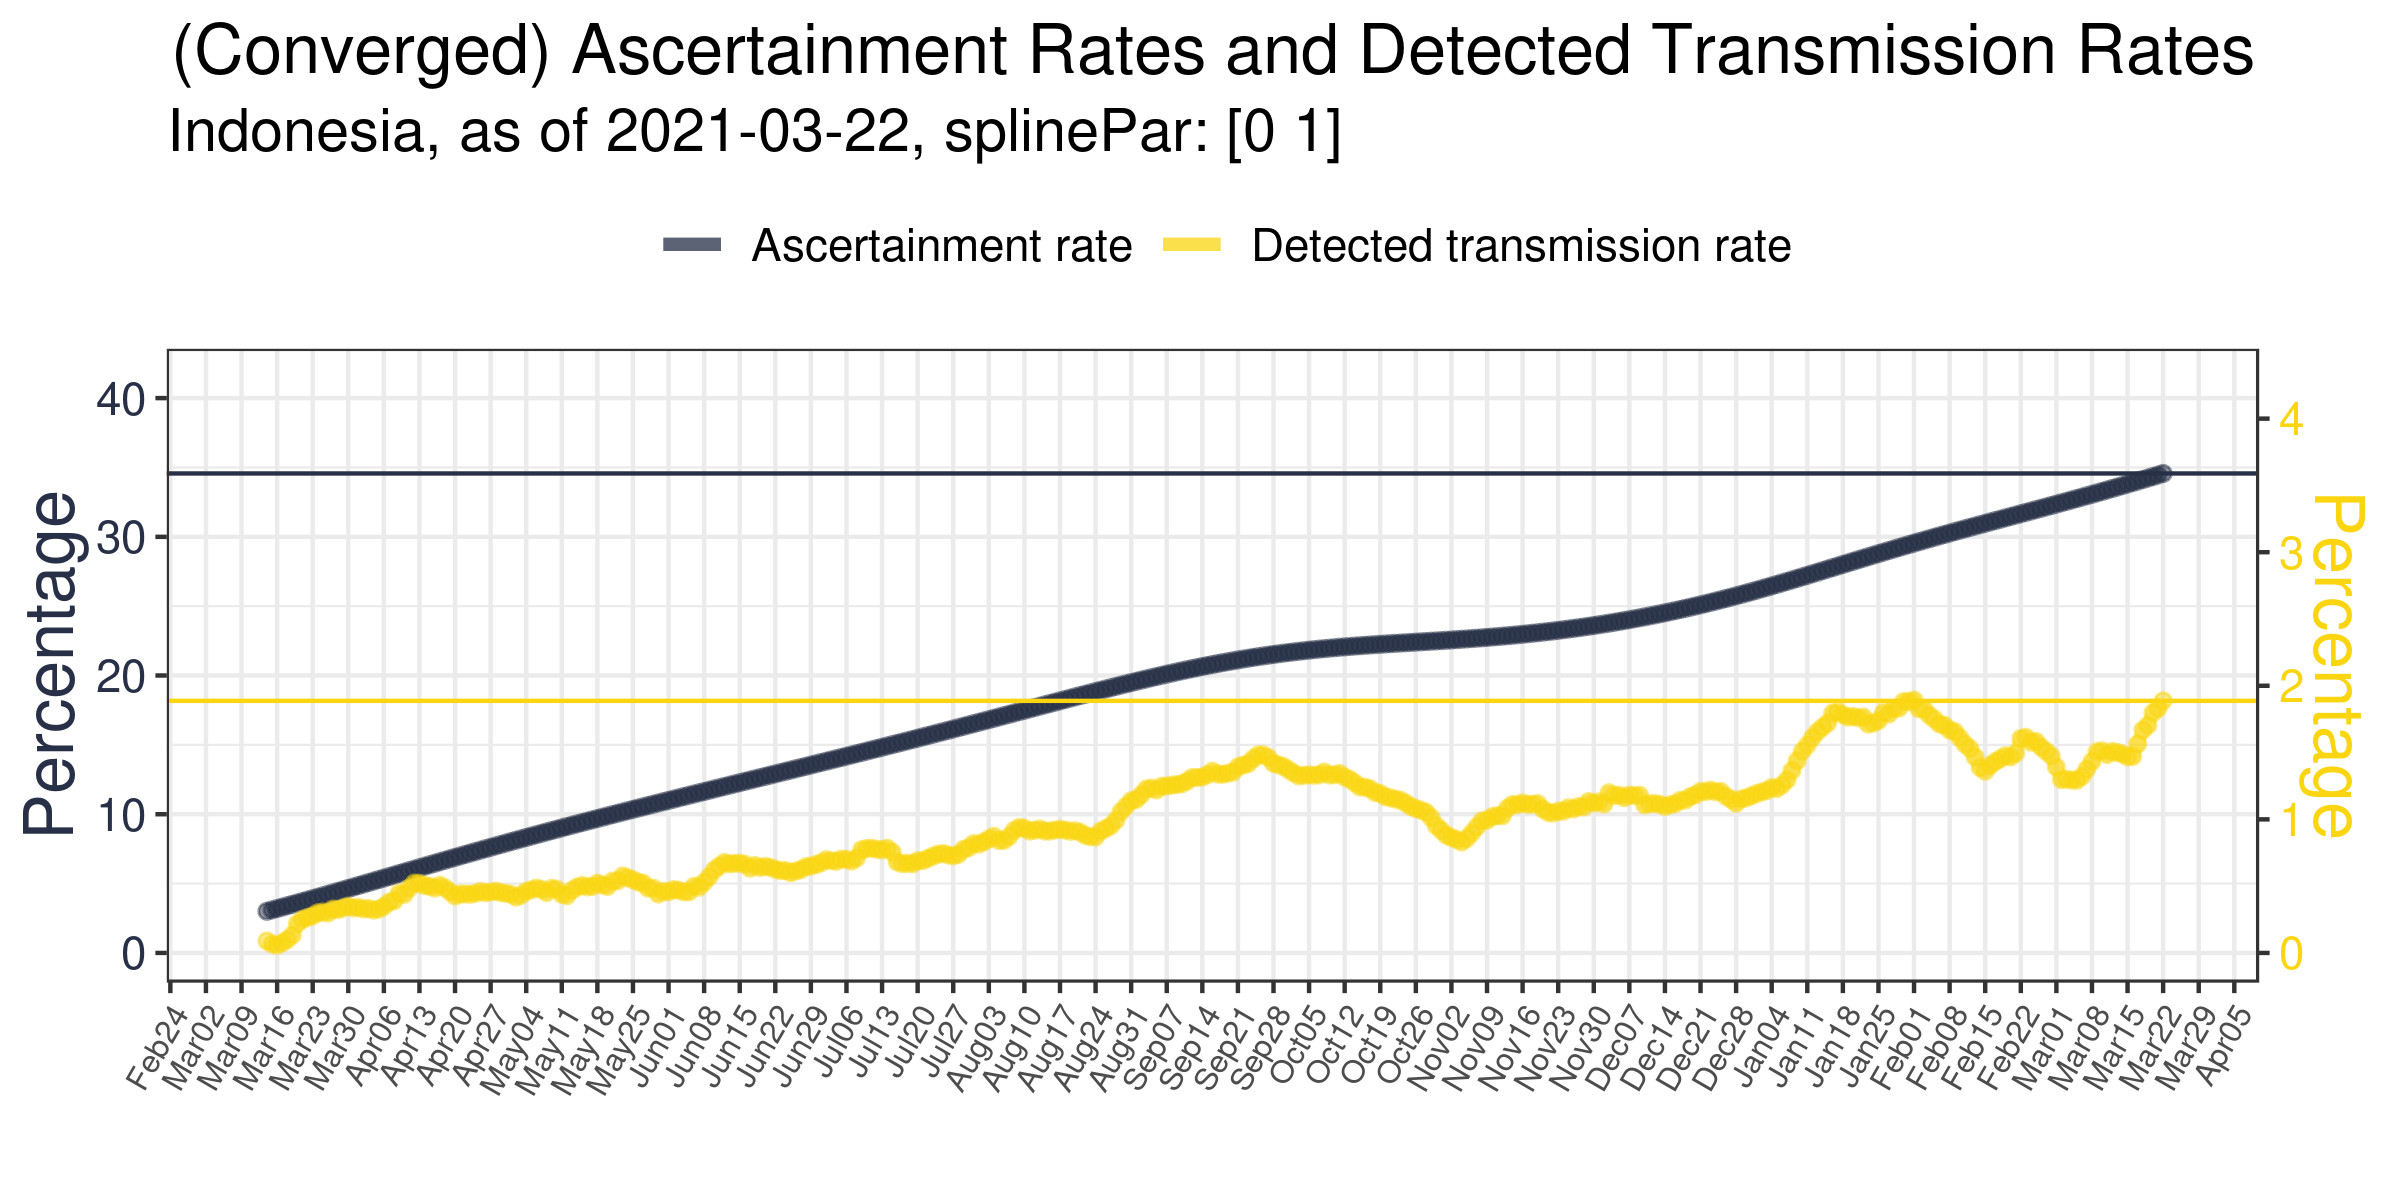 (Converged) Ascertainment Rates and Detected Transmission Rates
Indonesia, as of 2021-03-22, splinePar: [0 1]
Ascertainment rate
Detected transmission rate
Percentage
40
30
20
10
0
4
3
2
1
0
Percentage
Feb24
Mar02
Mar09
Mar16
Mar23
Mar30
Apr06
Apr13
Apr20
Apr27
May04
May11
May18
May25
Jun01
Jun08
Jun15
Jun22
Jun29
Jul06
Jul13
Jul20
Jul27
Aug03
Aug10
Aug17
Aug24
Aug31
Sep07
Sep14
Sep21
Sep28
Oct05
Oct12
Oct19
Oct26
Nov02
Nov09
Nov16
Nov23
Nov30
Dec07
Dec14
Dec21
Dec28
Jan04
Jan11
Jan18
Jan25
Feb01
Feb08
Feb15
Feb22
Mar01
Mar08
Mar15
Mar22
Mar29
Apr05